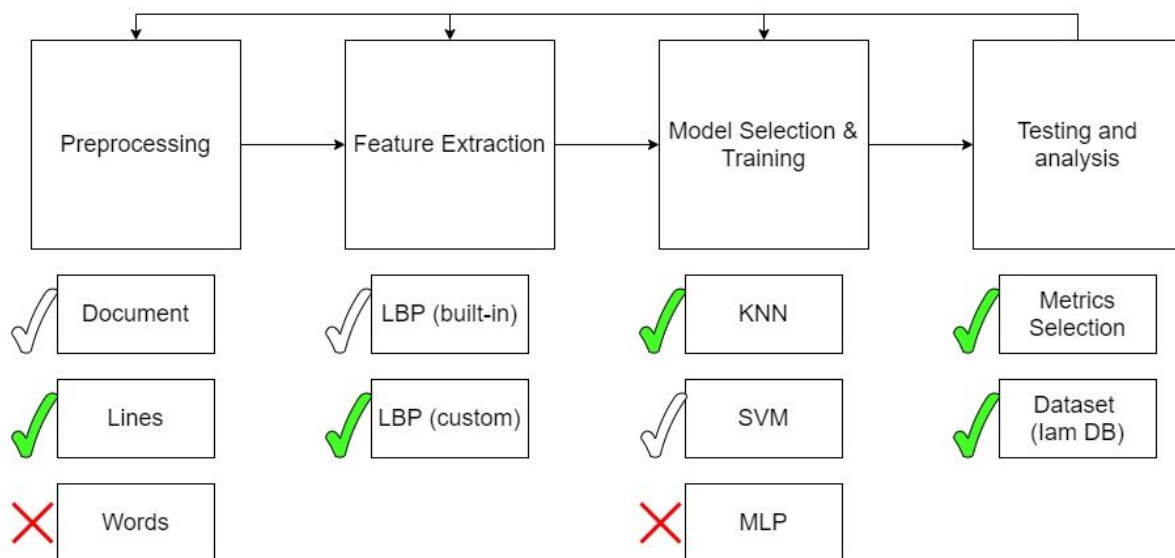 Preprocessing
Feature Extraction
Model Selection &
Training
Testing and
analysis
Document
LBP (built-in)
KNN
Metrics
Selection
Lines
LBP (custom)
SVM
Dataset
(Iam DB)
Words
MLP